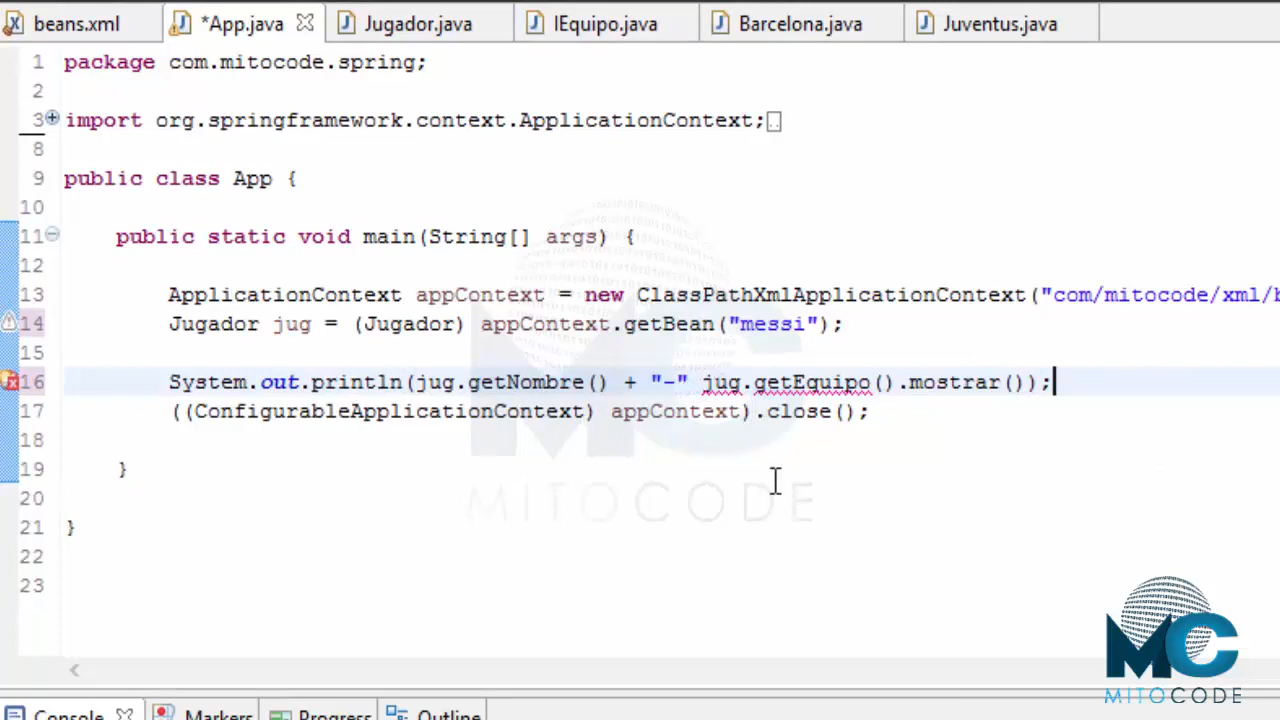 beans.xml *App.java Jugador.java IEquipo.java Barcelona.java Juventus.java
1 package com.mitocode.spring;
2
3 import org.springframework.context.ApplicationContext;
8
9 public class App {
10
11 public static void main(String[] args) {
12
13 ApplicationContext appContext = new ClassPathXmlApplicationContext("com/mitocode/xml/b
14 Jugador jug = (Jugador) appContext.getBean("messi");
15
16 System.out.println(jug.getNombre() + "-" jug.getEquipo().mostrar());
17 ((ConfigurableApplicationContext) appContext).close();
18
19 }
20
21 }
22
23
MC
MITOCODE
MC
MITOCODE
Console Markers Progress Outline